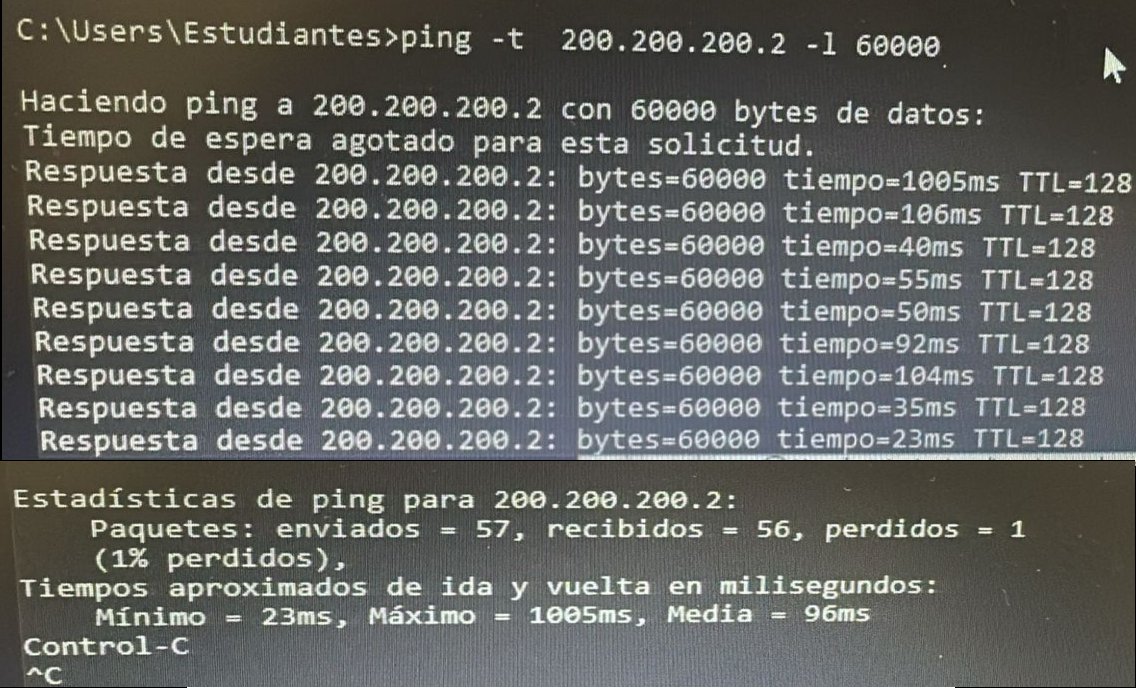 C:\Users\Estudiantes>ping -t  200.200.200.2 -l 60000
Haciendo ping a 200.200.200.2 con 60000 bytes de datos:
Tiempo de espera agotado para esta solicitud.
Respuesta desde 200.200.200.2: bytes=60000 tiempo=1005ms TTL=128
Respuesta desde 200.200.200.2: bytes=60000 tiempo=106ms TTL=128
Respuesta desde 200.200.200.2: bytes=60000 tiempo=40ms TTL=128
Respuesta desde 200.200.200.2: bytes=60000 tiempo=55ms TTL=128
Respuesta desde 200.200.200.2: bytes=60000 tiempo=50ms TTL=128
Respuesta desde 200.200.200.2: bytes=60000 tiempo=92ms TTL=128
Respuesta desde 200.200.200.2: bytes=60000 tiempo=104ms TTL=128
Respuesta desde 200.200.200.2: bytes=60000 tiempo=35ms TTL=128
Respuesta desde 200.200.200.2: bytes=60000 tiempo=23ms TTL=128
Estadísticas de ping para 200.200.200.2:
    Paquetes: enviados = 57, recibidos = 56, perdidos = 1
    (1% perdidos),
Tiempos aproximados de ida y vuelta en milisegundos:
    Mínimo = 23ms, Máximo = 1005ms, Media = 96ms
Control-C
^C